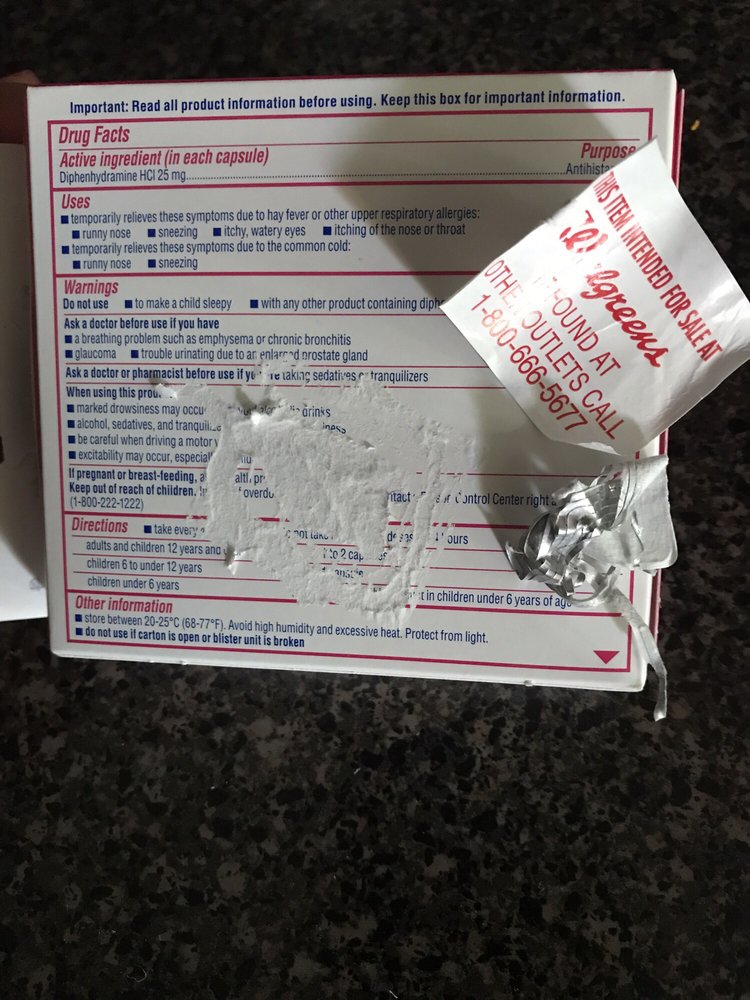 Important: Read all product information before using. Keep this box for important information.
Drug Facts
Active ingredient (in each capsule)
Purpose
Diphenhydramine HCl 25 mg
Uses
■ temporarily relieves these symptoms due to hay fever or other upper respiratory allergies:
■ runny nose ■ sneezing ■ itchy, watery eyes ■ itching of the nose or throat
■ temporarily relieves these symptoms due to the common cold:
■ runny nose ■ sneezing
Warnings
Do not use ■ to make a child sleepy ■ with any other product containing
Ask a doctor before use if you have
■ a breathing problem such as emphysema or chronic bronchitis
■ glaucoma ■ trouble urinating due to an enlarged prostate gland
Ask a doctor or pharmacist before use if you are taking sedatives or tranquilizers
When using this
■ marked drowsiness may drinks
■ alcohol, sedatives, and
■ be careful when driving a motor
■ excitability may occur,
If pregnant or breast-feeding,
Keep out of reach of children. Control Center right
(1-800-222-1222)
Directions ■ take every not take hours
adults and children 12 years and to 2
children 6 to under 12 years
children under 6 years in children under 6 years of age
Other information
■ store between 20-25°C (68-77°F). Avoid high humidity and excessive heat. Protect from light.
■ do not use if carton is open or blister unit is broken
THIS ITEM INTENDED FOR SALE AT
Walgreens
FOUND AT
OTHER OUTLETS CALL
1-800-666-5677